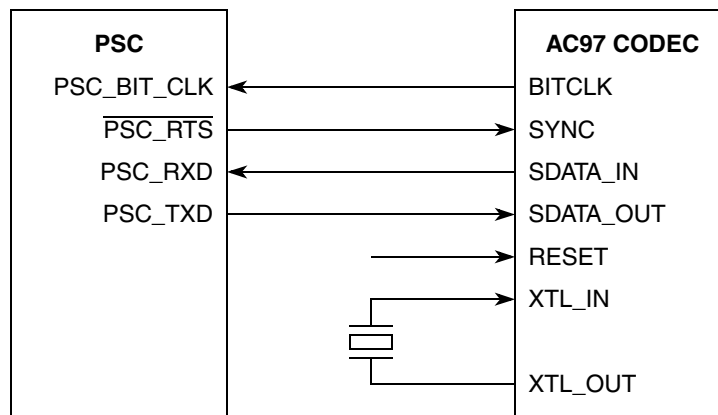 PSC
PSC_BIT_CLK
PSC_RTS
PSC_RXD
PSC_TXD
AC97 CODEC
BITCLK
SYNC
SDATA_IN
SDATA_OUT
RESET
XTL_IN
XTL_OUT